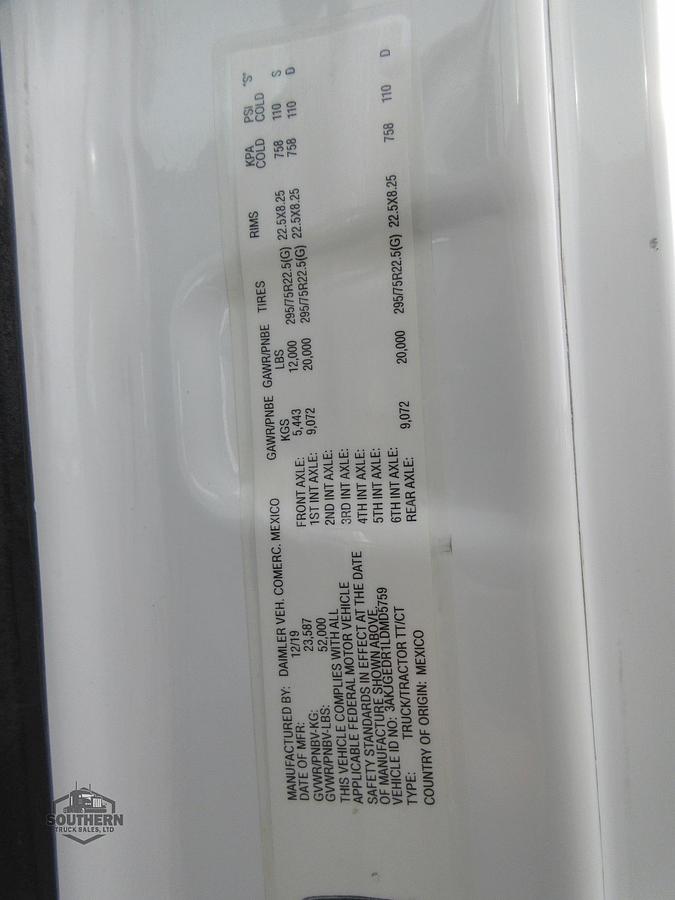 MANUFACTURED BY: DAIMLER VEH. COMERC. MEXICO
DATE OF MFR: 12/19
GVWR/PNBV-KG: 23,587
GVWR/PNBV-LBS: 52,000
THIS VEHICLE COMPLIES WITH ALL
APPLICABLE FEDERAL MOTOR VEHICLE
SAFETY STANDARDS IN EFFECT AT THE DATE
OF MANUFACTURE SHOWN ABOVE.
VEHICLE ID NO: 3AKJGEDR1LDMD5759
TYPE: TRUCK/TRACTOR TT/CT
COUNTRY OF ORIGIN: MEXICO
GAWR/PNBE GAWR/PNBE TIRES RIMS KPA PSI "S"
KGS LBS COLD COLD
FRONT AXLE: 5,443 12,000 295/75R22.5(G) 22.5X8.25 758 110 S
1ST INT AXLE: 9,072 20,000 295/75R22.5(G) 22.5X8.25 758 110 D
2ND INT AXLE:
3RD INT AXLE:
4TH INT AXLE:
5TH INT AXLE:
6TH INT AXLE:
REAR AXLE: 9,072 20,000 295/75R22.5(G) 22.5X8.25 758 110 D
SOUTHERN
TRUCK SALES, LTD